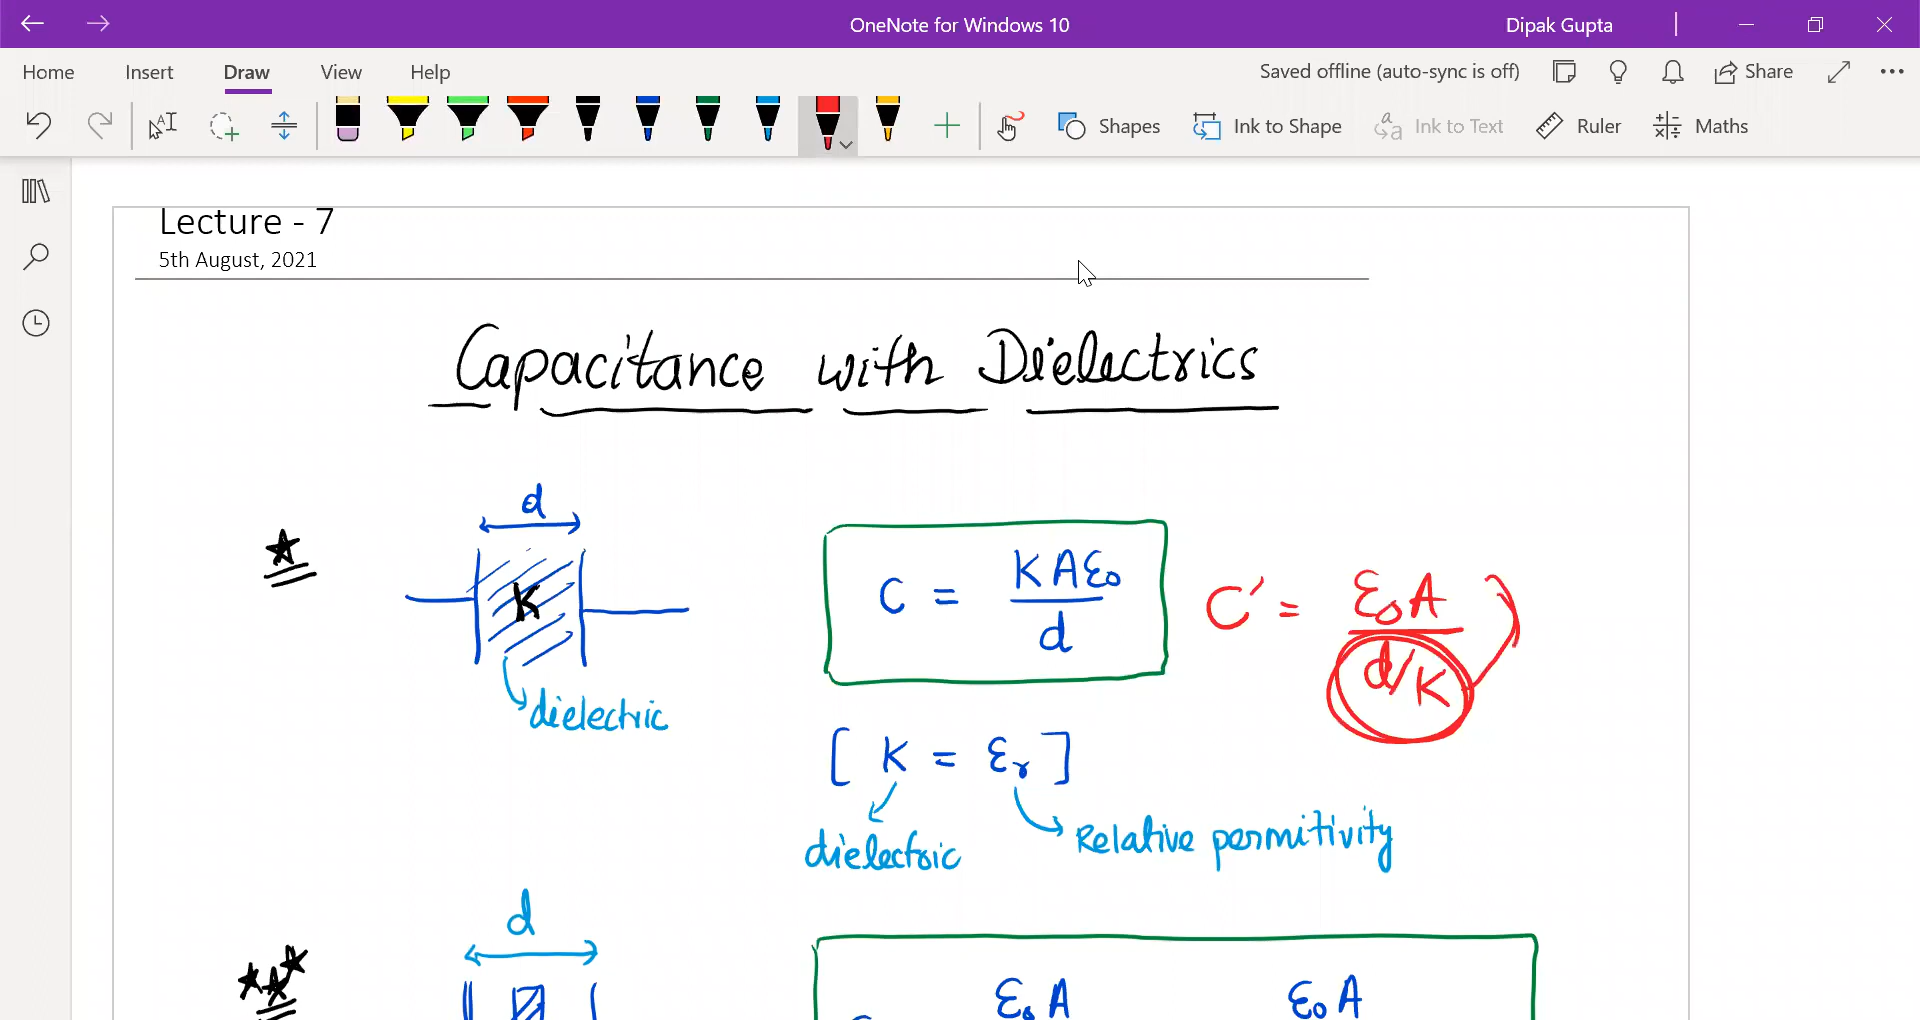 OneNote for Windows 10
Dipak Gupta
Home Insert Draw View Help
Saved offline (auto-sync is off)
Share
Shapes
Ink to Shape
Ink to Text
Ruler
Maths
Lecture - 7
5th August, 2021
Capacitance with Dielectrics
d
K
dielectric
C = KAε₀/d
C' = ε₀A/(d/K)
[ K = εr ]
dielectric
Relative permitivity
d
ε₀ A
ε₀ A